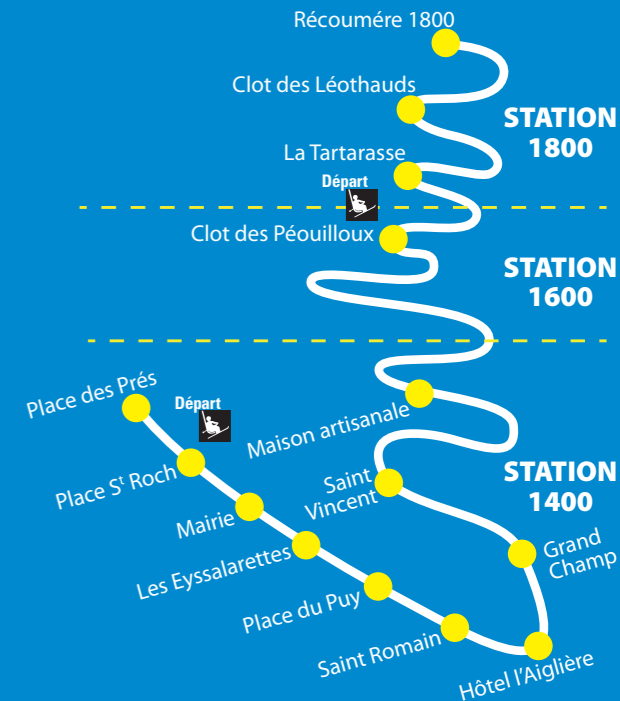 Récoumére 1800
Clot des Léothauds
STATION
1800
La Tartarasse
Départ
Clot des Péouilloux
STATION
1600
Place des Prés
Départ
Maison artisanale
Place Sᵗ Roch
Saint
Vincent
STATION
1400
Mairie
Grand
Champ
Les Eyssalarettes
Place du Puy
Saint Romain
Hôtel l'Aiglière